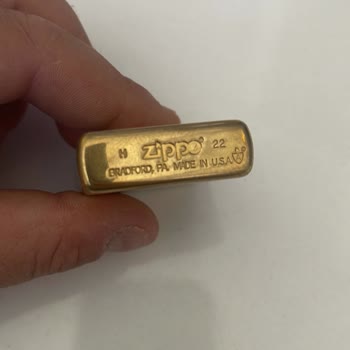 H zippo 22
BRADFORD, PA. MADE IN U.S.A.